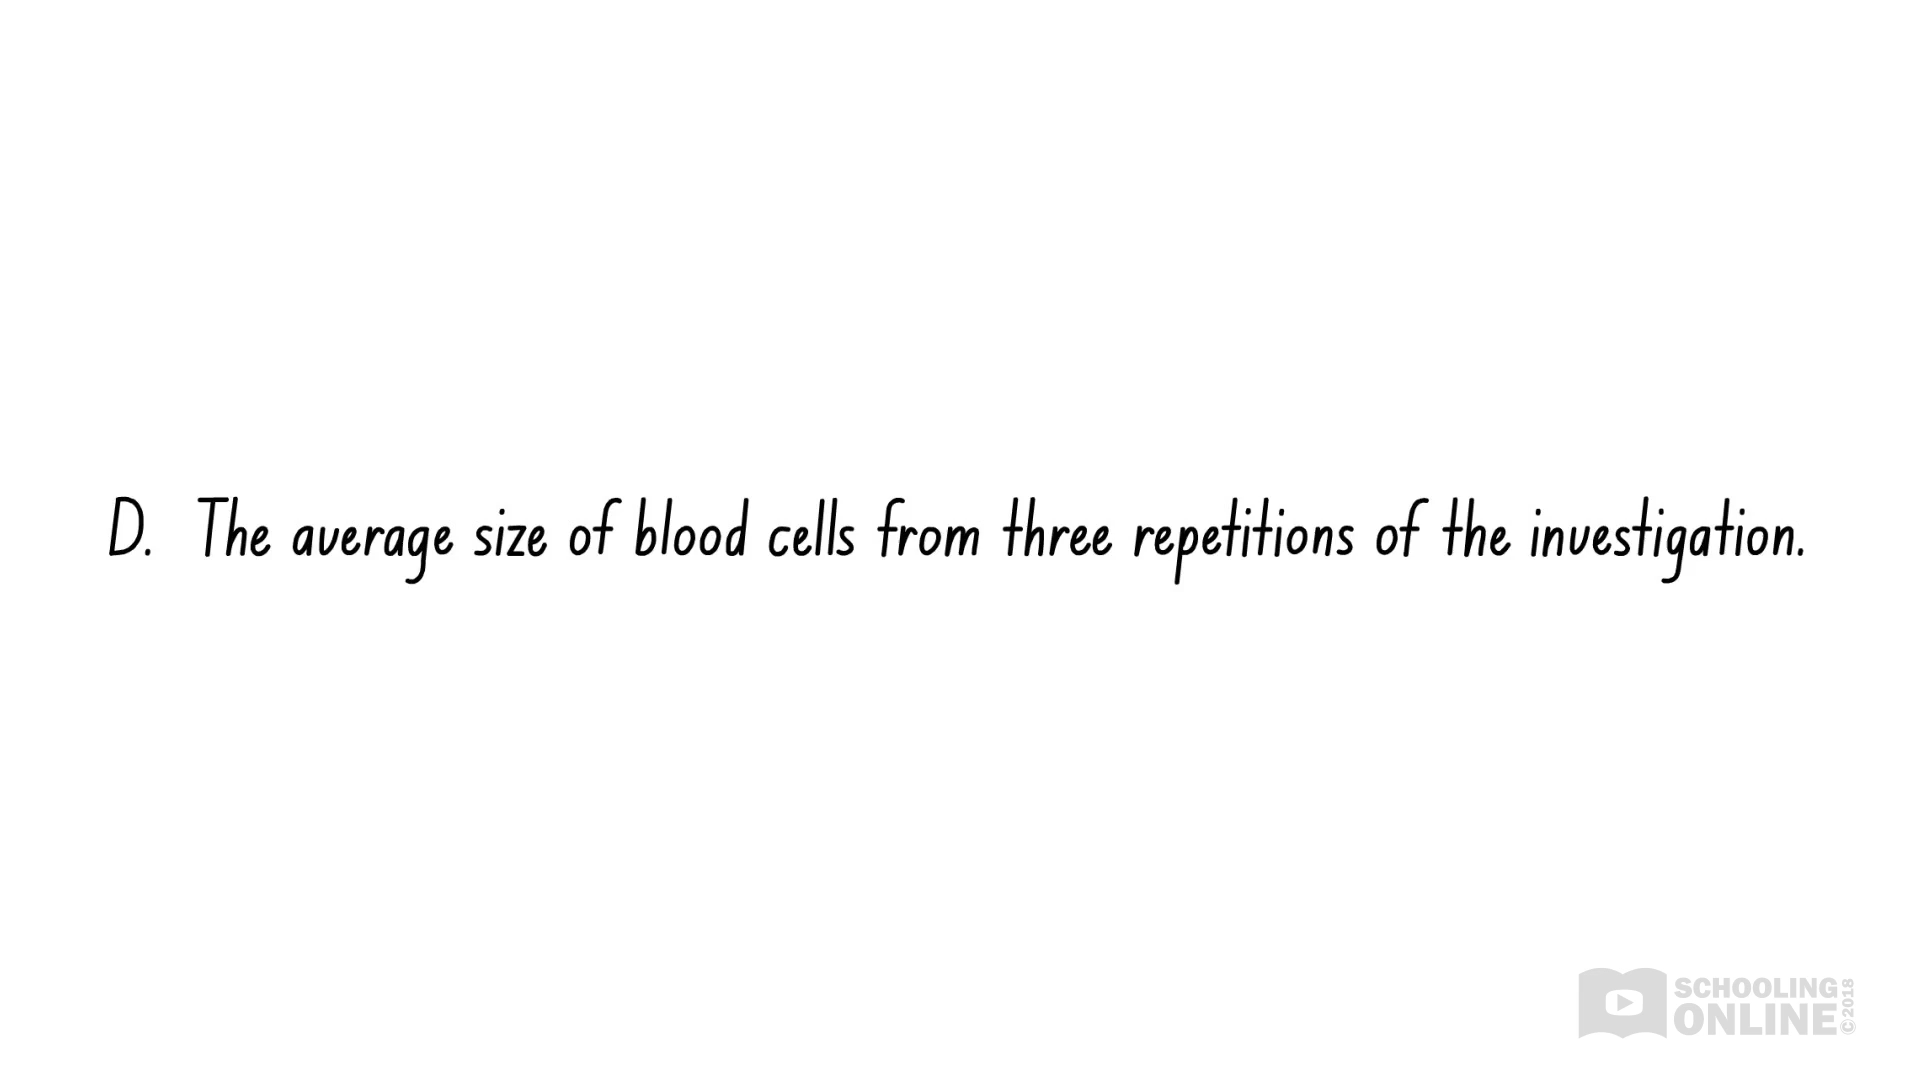 D. The average size of blood cells from three repetitions of the investigation.
SCHOOLING
ONLINE
©2018